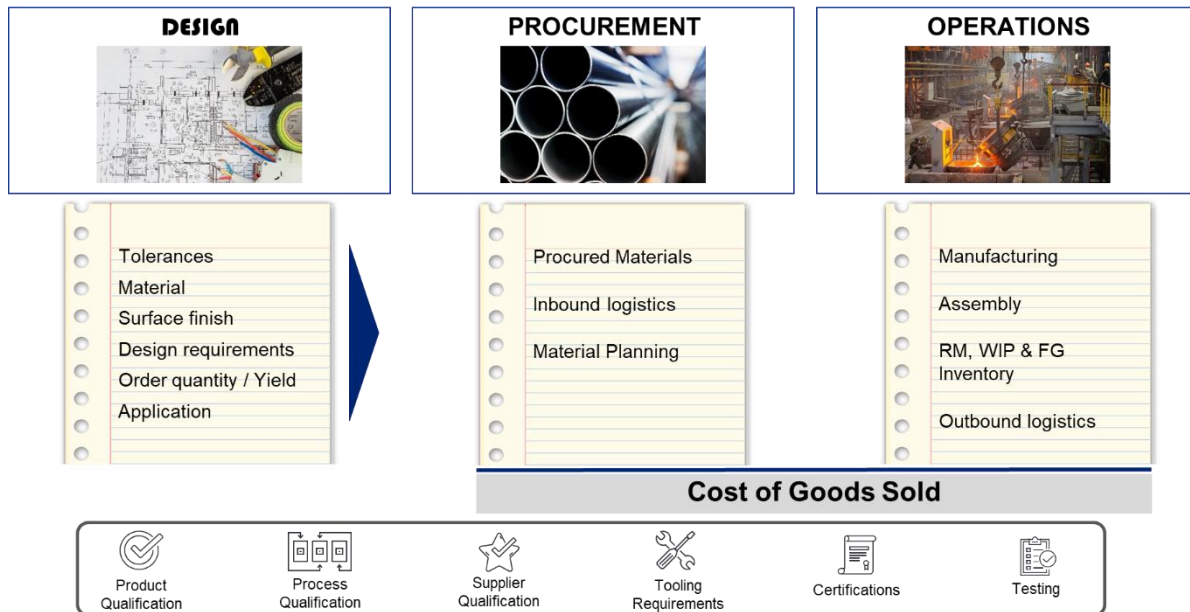 DESIGN
PROCUREMENT
OPERATIONS
Tolerances
Material
Surface finish
Design requirements
Order quantity / Yield
Application
Procured Materials
Inbound logistics
Material Planning
Manufacturing
Assembly
RM, WIP & FG
Inventory
Outbound logistics
Cost of Goods Sold
Product
Qualification
Process
Qualification
Supplier
Qualification
Tooling
Requirements
Certifications
Testing